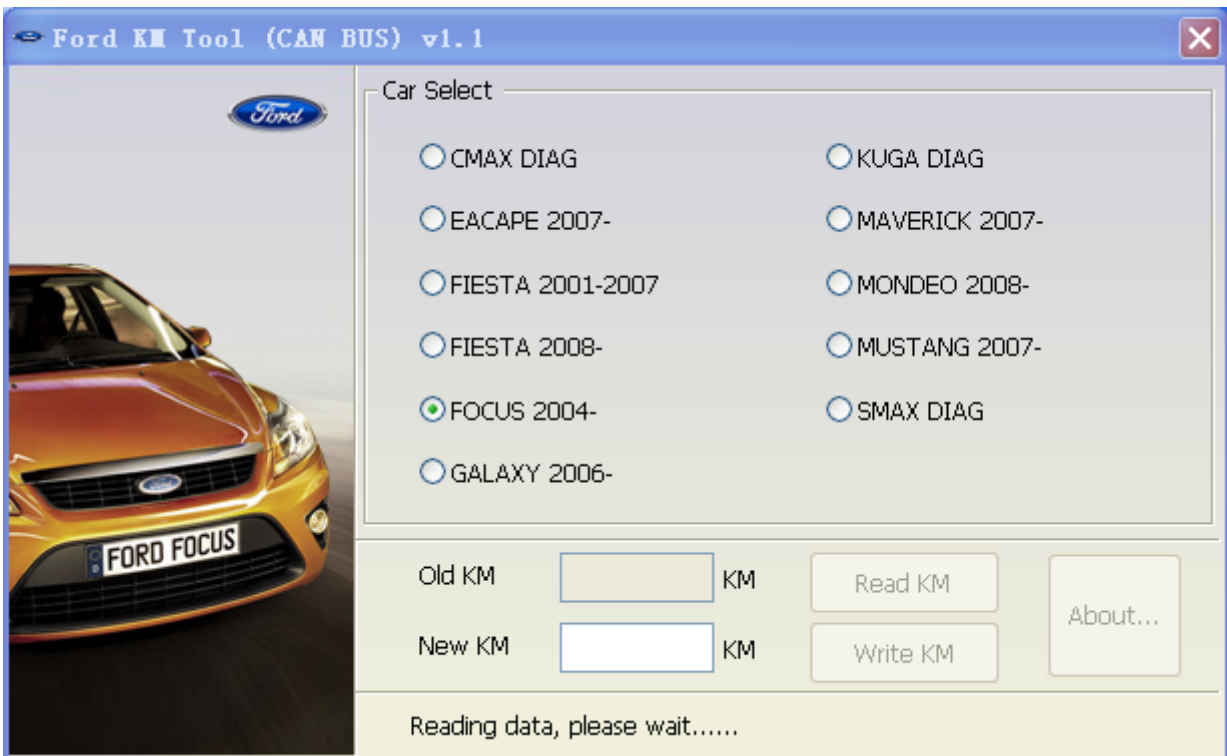 Ford KM Tool (CAN BUS) v1.1
Ford
Car Select
CMAX DIAG
KUGA DIAG
EACAPE 2007-
MAVERICK 2007-
FIESTA 2001-2007
MONDEO 2008-
FIESTA 2008-
MUSTANG 2007-
FOCUS 2004-
SMAX DIAG
GALAXY 2006-
FORD FOCUS
Old KM
KM
Read KM
About...
New KM
KM
Write KM
Reading data, please wait......